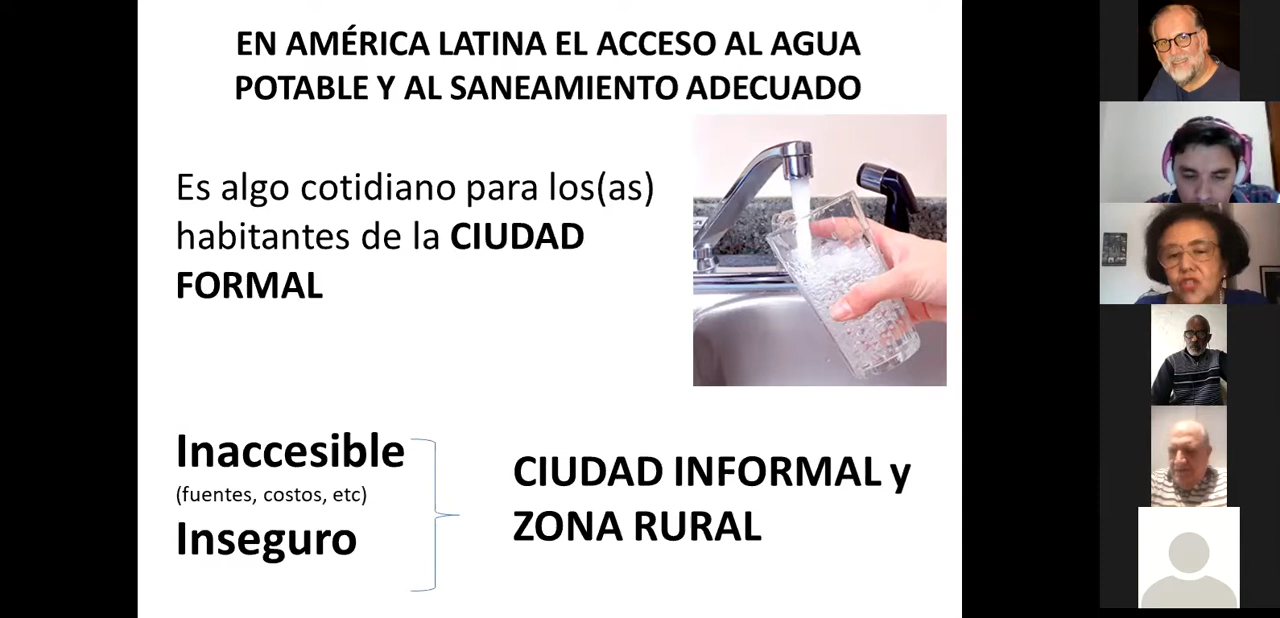 EN AMÉRICA LATINA EL ACCESO AL AGUA
POTABLE Y AL SANEAMIENTO ADECUADO
Es algo cotidiano para los(as)
habitantes de la CIUDAD
FORMAL
Inaccesible
(fuentes, costos, etc)
Inseguro
CIUDAD INFORMAL y
ZONA RURAL